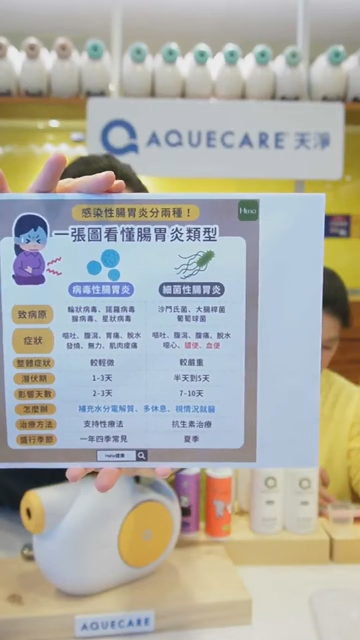 AQUECARE 天淨
感染性腸胃炎分兩種！
Heho
一張圖看懂腸胃炎類型
病毒性腸胃炎 細菌性腸胃炎
致病原 輪狀病毒、諾羅病毒 腺病毒、星狀病毒 沙門氏菌、大腸桿菌 葡萄球菌
症狀 嘔吐、腹瀉、胃痛、脫水 發燒、無力、肌肉痠痛 嘔吐、腹瀉、腹痛、脫水 噁心、膿便、血便
整體症狀 較輕微 較嚴重
潛伏期 1-3天 半天到5天
影響天數 2-3天 7-10天
怎麼辦 補充水分電解質、多休息、視情況就醫
治療方法 支持性療法 抗生素治療
盛行季節 一年四季常見 夏季
Heho健康
AQUECARE